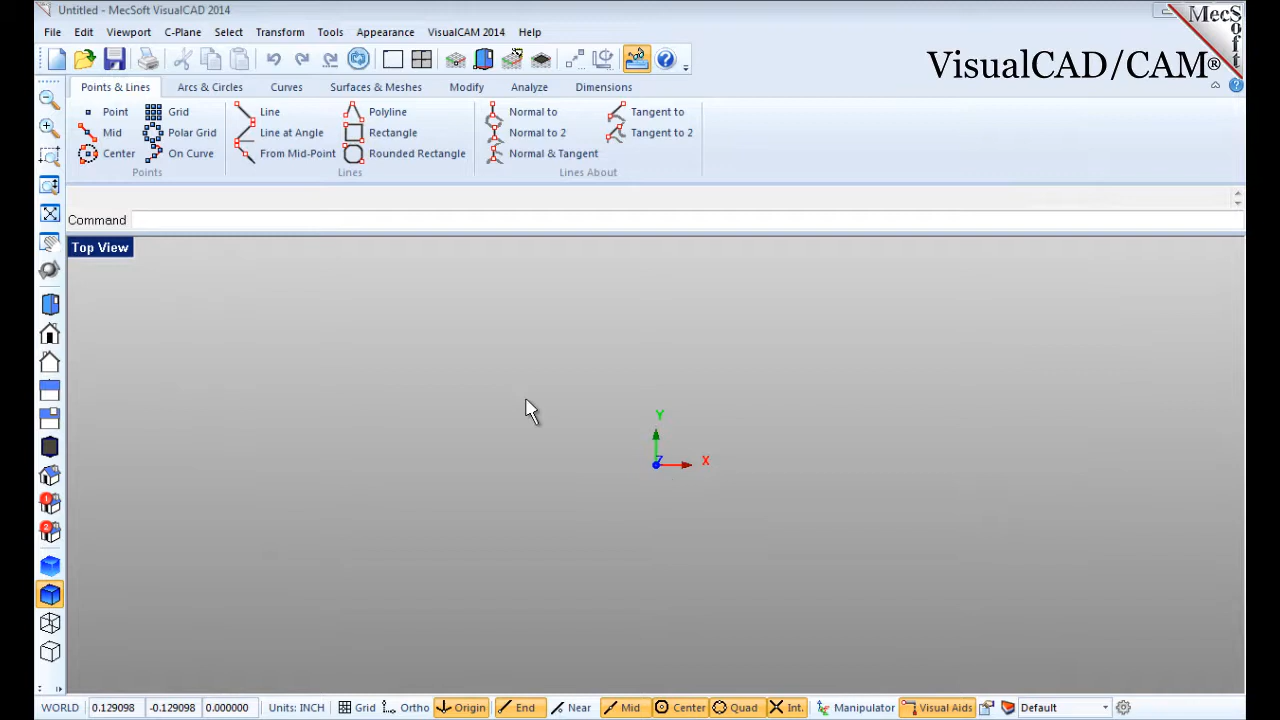 Untitled - MecSoft VisualCAD 2014
MecSoft
File Edit Viewport C-Plane Select Transform Tools Appearance VisualCAM 2014 Help
VisualCAD/CAM®
Points & Lines Arcs & Circles Curves Surfaces & Meshes Modify Analyze Dimensions
Point Grid Line Polyline Normal to Tangent to
Mid Polar Grid Line at Angle Rectangle Normal to 2 Tangent to 2
Center On Curve From Mid-Point Rounded Rectangle Normal & Tangent
Points Lines Lines About
Command
Top View
Y
Z X
1
2
WORLD 0.129098 -0.129098 0.000000 Units: INCH Grid Ortho Origin End Near Mid Center Quad Int. Manipulator Visual Aids Default